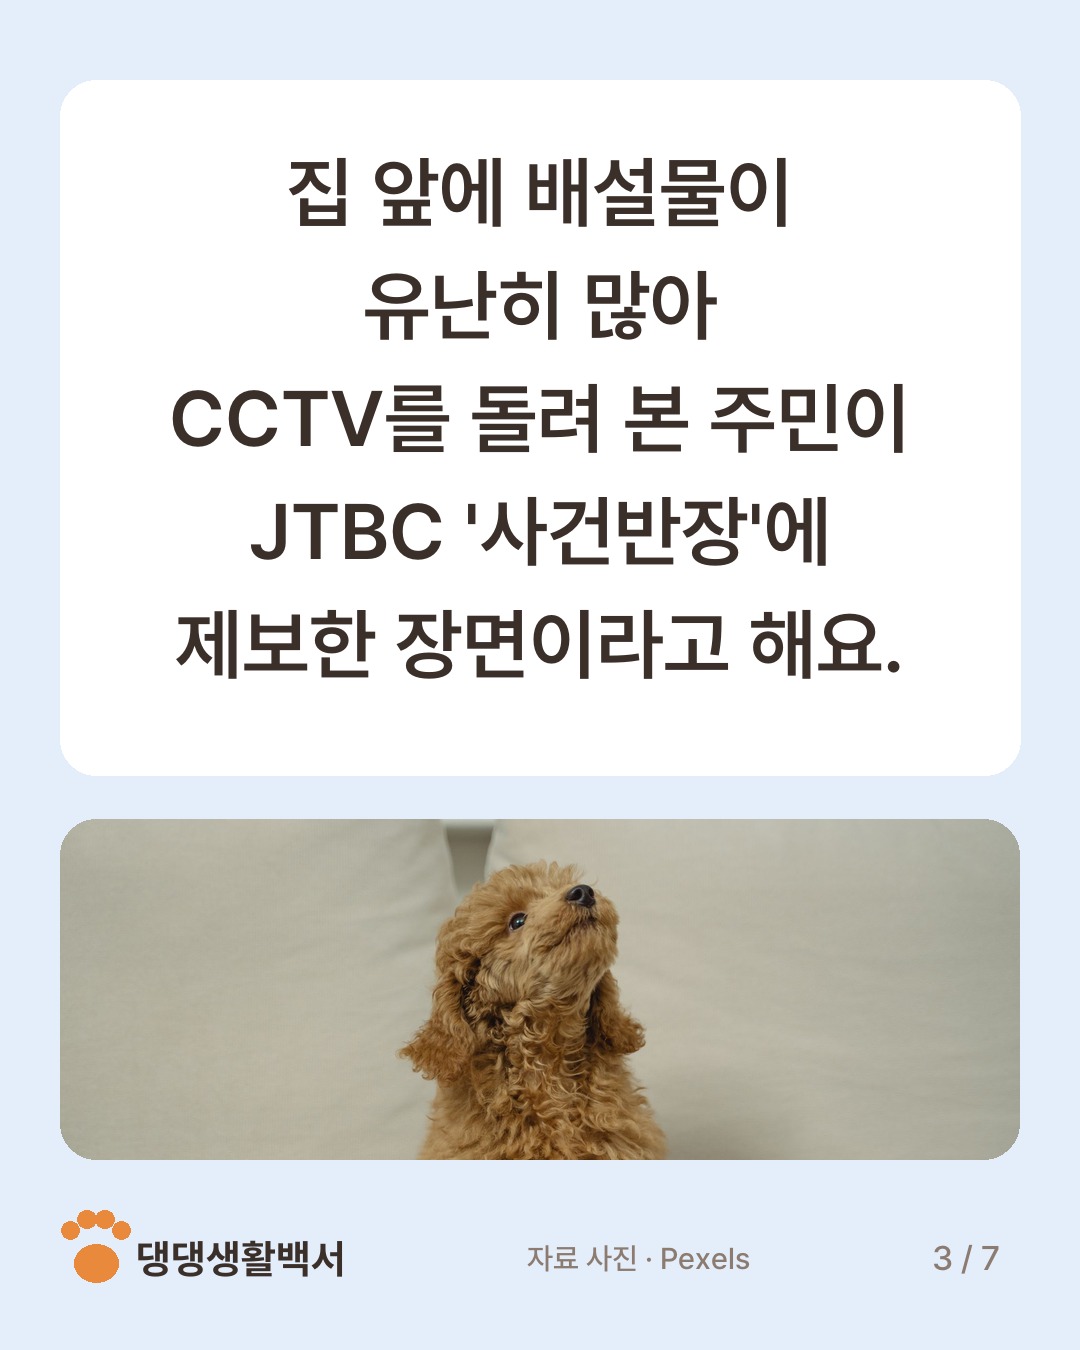 집 앞에 배설물이
유난히 많아
CCTV를 돌려 본 주민이
JTBC '사건반장'에
제보한 장면이라고 해요.
댕댕생활백서
자료 사진 · Pexels
3 / 7